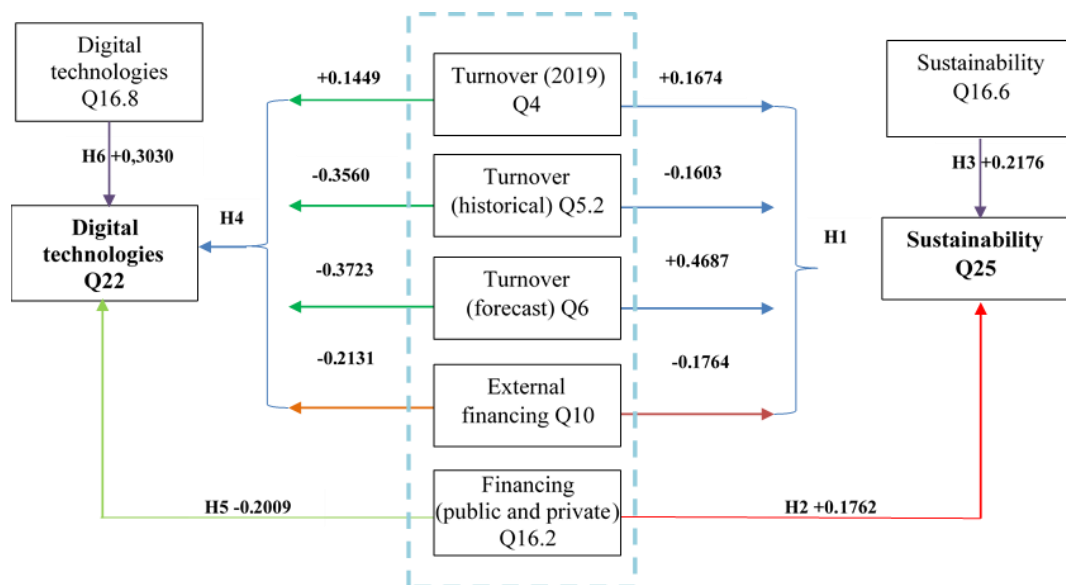 Digital
technologies
Q16.8
H6 +0,3030
Digital
technologies
Q22
H4
+0.1449
-0.3560
-0.3723
-0.2131
H5 -0.2009
Turnover (2019)
Q4
Turnover
(historical) Q5.2
Turnover
(forecast) Q6
External
financing Q10
Financing
(public and private)
Q16.2
+0.1674
-0.1603
+0.4687
-0.1764
H2 +0.1762
H1
Sustainability
Q16.6
H3 +0.2176
Sustainability
Q25